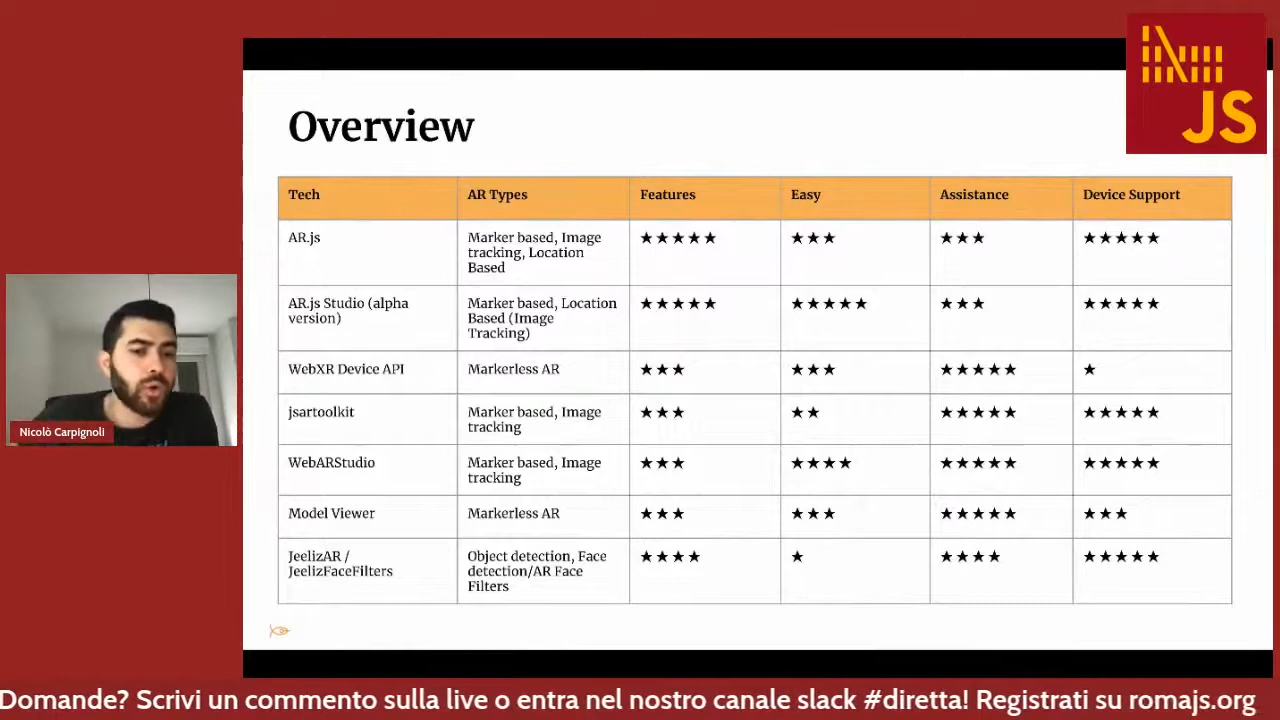 Overview
JS
Tech
AR Types
Features
Easy
Assistance
Device Support
AR.js
Marker based, Image
tracking, Location
Based
★★★★★
★★★
★★★
★★★★★
AR.js Studio (alpha
version)
Marker based, Location
Based (Image
Tracking)
★★★★★
★★★★★
★★★
★★★★★
WebXR Device API
Markerless AR
★★★
★★★
★★★★★
★
jsartoolkit
Marker based, Image
tracking
★★★
★★
★★★★★
★★★★★
WebARStudio
Marker based, Image
tracking
★★★
★★★★
★★★★★
★★★★★
Model Viewer
Markerless AR
★★★
★★★
★★★★★
★★★
JeelizAR /
JeelizFaceFilters
Object detection, Face
detection/AR Face
Filters
★★★★
★
★★★★
★★★★★
Nicolò Carpignoli
Domande? Scrivi un commento sulla live o entra nel nostro canale slack #diretta! Registrati su romajs.org